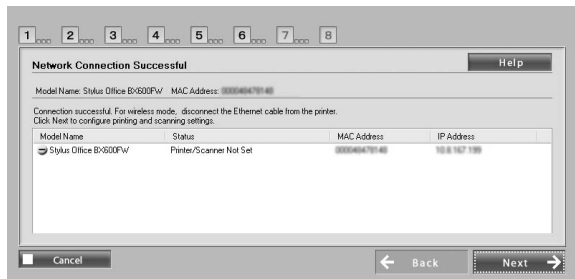 1 2 3 4 5 6 7 8
Network Connection Successful
Help
Model Name: Stylus Office BX600FW MAC Address:
Connection successful. For wireless mode, disconnect the Ethernet cable from the printer.
Click Next to configure printing and scanning settings.
Model Name Status MAC Address IP Address
Stylus Office BX600FW Printer/Scanner Not Set
Cancel Back Next